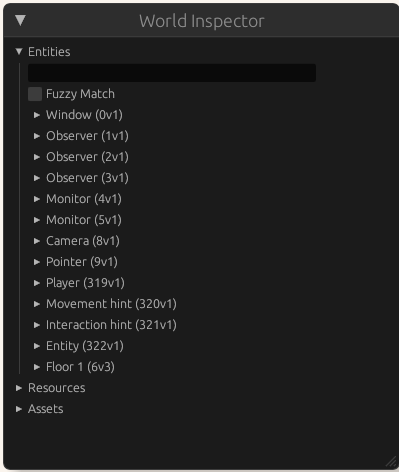 World Inspector
Entities
Fuzzy Match
Window (0v1)
Observer (1v1)
Observer (2v1)
Observer (3v1)
Monitor (4v1)
Monitor (5v1)
Camera (8v1)
Pointer (9v1)
Player (319v1)
Movement hint (320v1)
Interaction hint (321v1)
Entity (322v1)
Floor 1 (6v3)
Resources
Assets